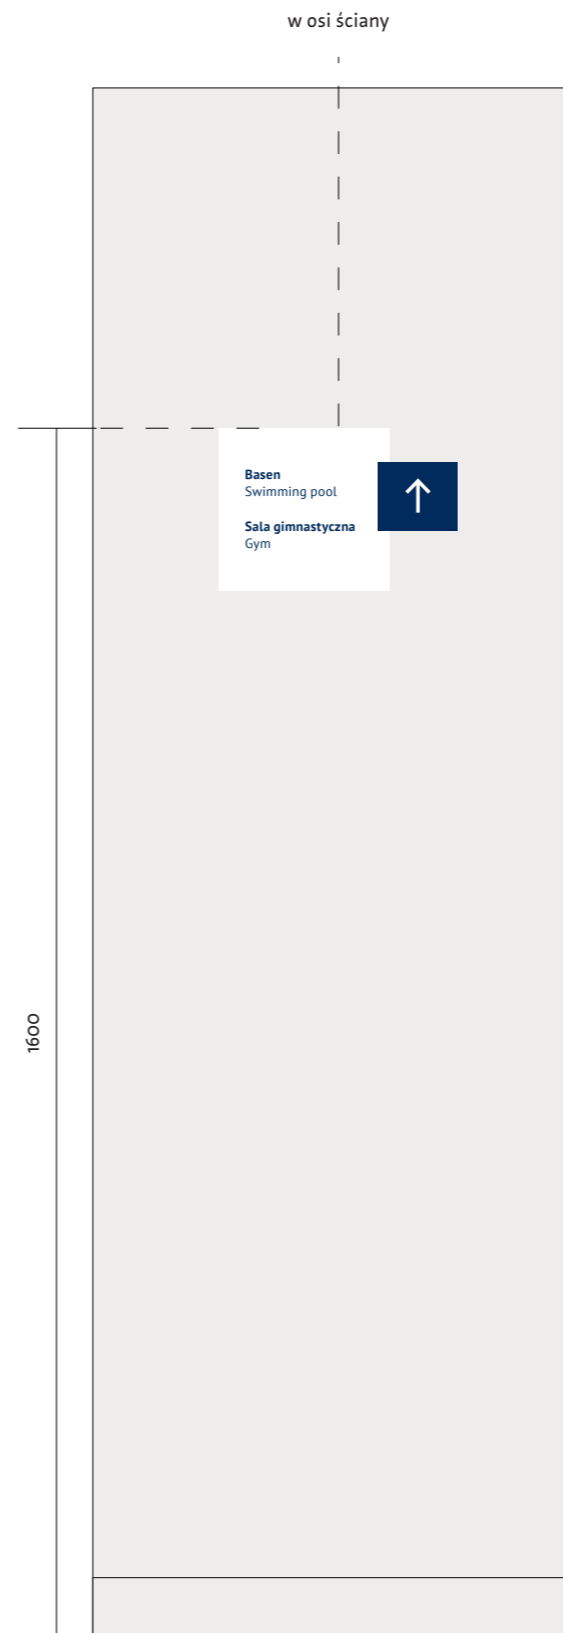 w osi ściany
Basen
Swimming pool
Sala gimnastyczna
Gym
1600